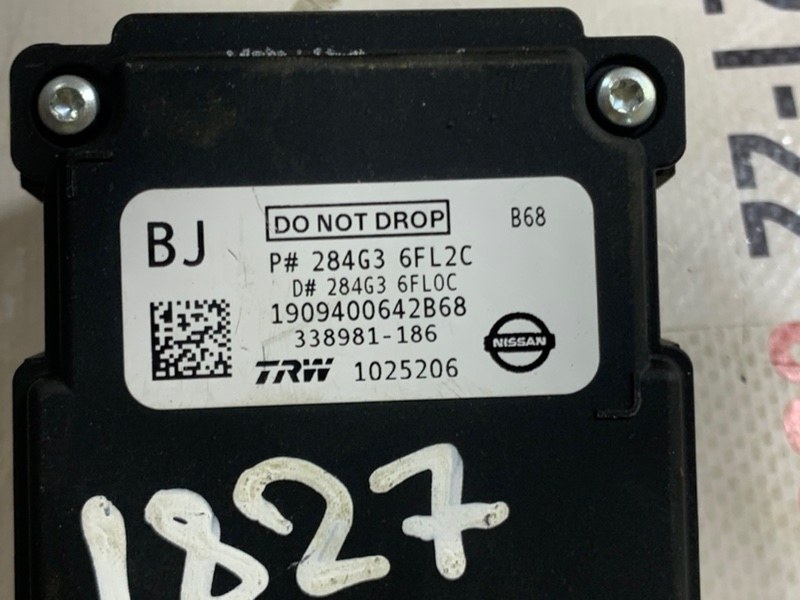 BJ
DO NOT DROP
B68
P# 284G3 6FL2C
D# 284G3 6FL0C
1909400642B68
338981-186
NISSAN
TRW 1025206
1827